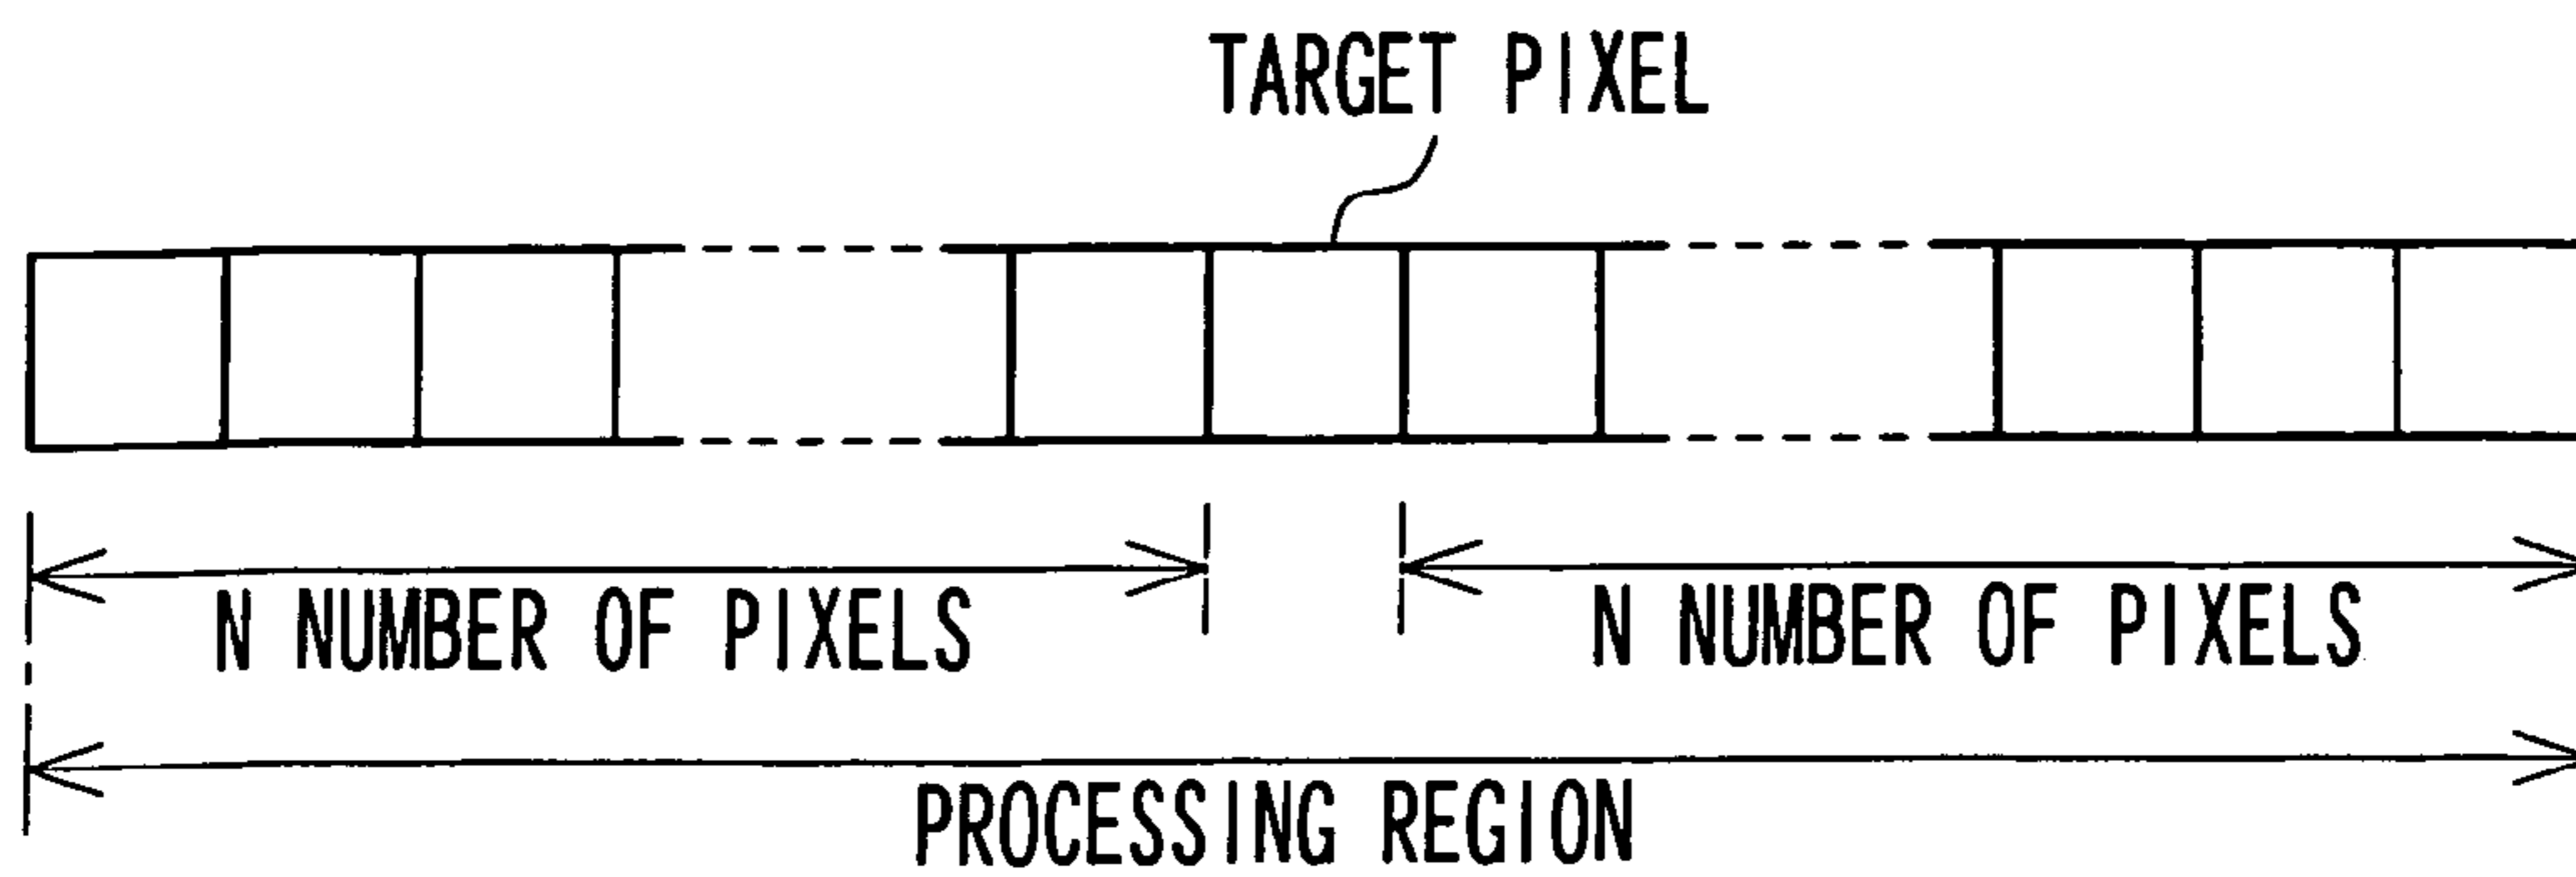 TARGET PIXEL
N NUMBER OF PIXELS
N NUMBER OF PIXELS
PROCESSING REGION